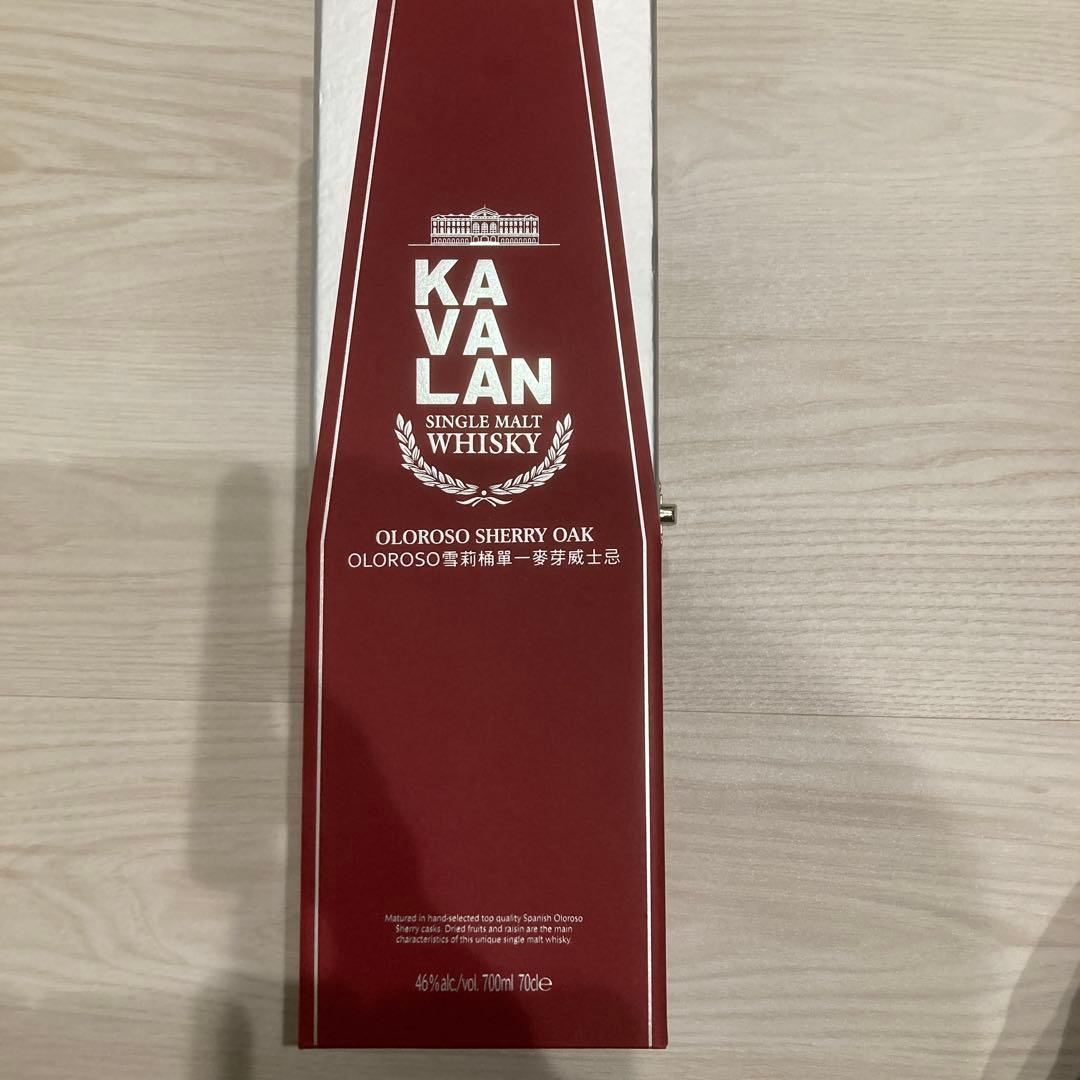 KA
VA
LAN
SINGLE MALT
WHISKY
OLOROSO SHERRY OAK
OLOROSO雪莉桶單一麥芽威士忌
Matured in hand-selected top quality Spanish Oloroso
Sherry casks. Dried fruits and raisin are the main
characteristics of this unique single malt whisky.
46%alc./vol. 700ml 70cl℮